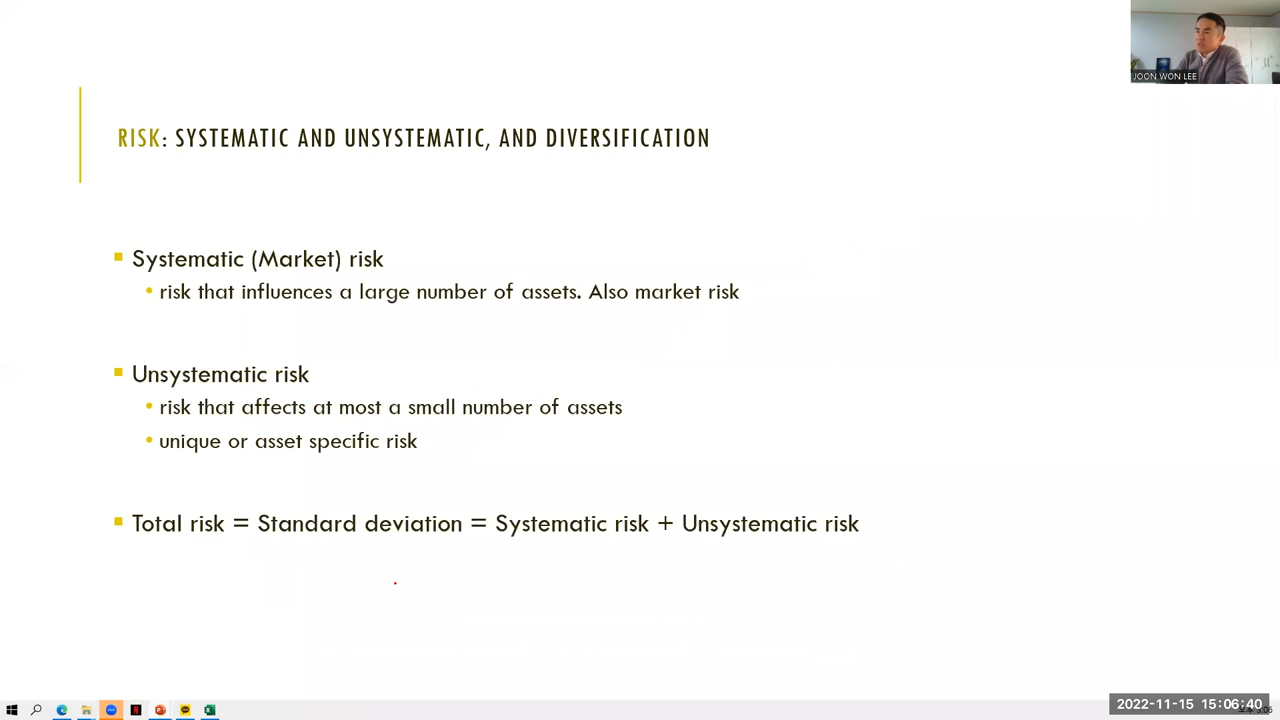 JOON WON LEE
RISK: SYSTEMATIC AND UNSYSTEMATIC, AND DIVERSIFICATION
Systematic (Market) risk
risk that influences a large number of assets. Also market risk
Unsystematic risk
risk that affects at most a small number of assets
unique or asset specific risk
Total risk = Standard deviation = Systematic risk + Unsystematic risk
2022-11-15 15:06:40